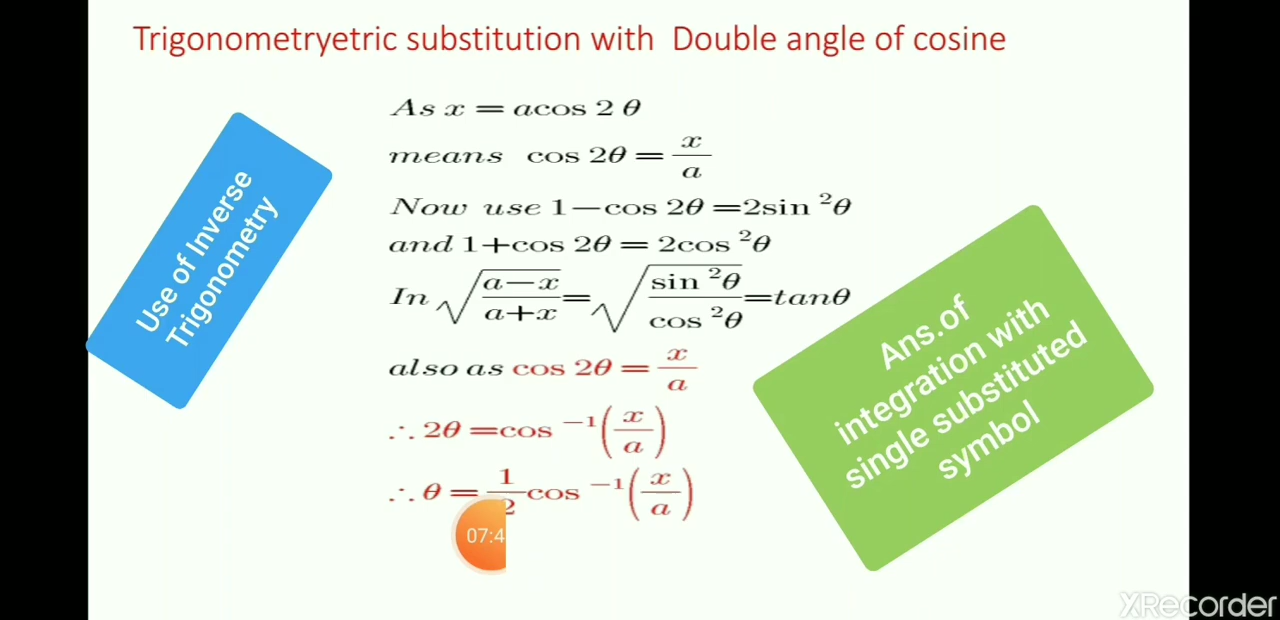 Trigonometryetric substitution with Double angle of cosine
As x = acos 2 θ
means cos 2θ = x/a
Now use 1−cos 2θ =2sin ²θ
and 1+cos 2θ = 2cos ²θ
In √((a−x)/(a+x)) = √(sin ²θ/cos ²θ) =tanθ
also as cos 2θ = x/a
∴ 2θ =cos ⁻¹(x/a)
∴ θ = 1/2 cos ⁻¹(x/a)
Use of Inverse
Trigonometry
Ans.of
integration with
single substituted
symbol
07:4
XRecorder